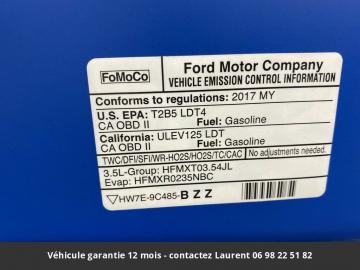 FoMoCo
Ford Motor Company
VEHICLE EMISSION CONTROL INFORMATION
Conforms to regulations: 2017 MY
U.S. EPA: T2B5 LDT4
CA OBD II Fuel: Gasoline
California: ULEV125 LDT
CA OBD II Fuel: Gasoline
TWC/DFI/SFI/WR-HO2S/HO2S/TC/CAC No adjustments needed.
3.5L-Group: HFMXT03.54JL
Evap: HFMXR0235NBC
HW7E-9C485-BZZ
Véhicule garantie 12 mois - contactez Laurent 06 98 22 51 82